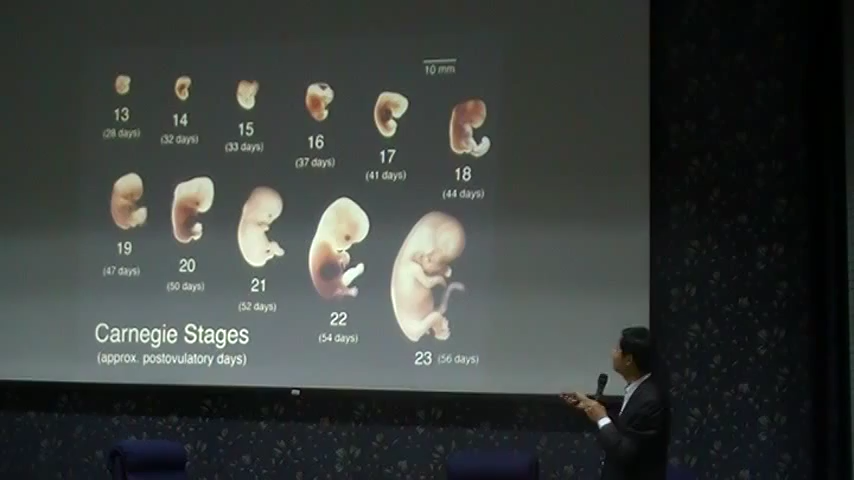 10 mm
13
(28 days)
14
(32 days)
15
(33 days)
16
(37 days)
17
(41 days)
18
(44 days)
19
(47 days)
20
(50 days)
21
(52 days)
22
(54 days)
23 (56 days)
Carnegie Stages
(approx. postovulatory days)